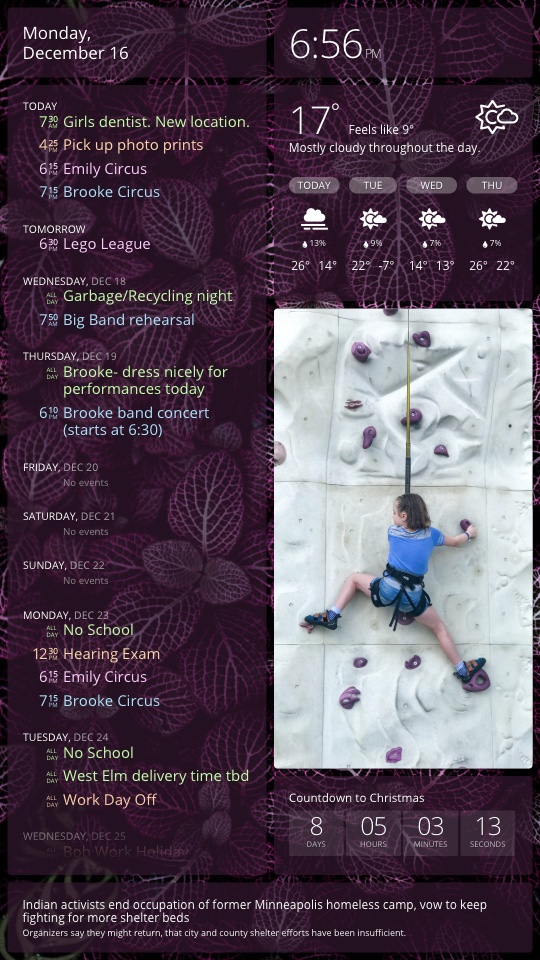 Monday,
December 16
6:56 PM
TODAY
7 30 AM Girls dentist. New location.
4 25 PM Pick up photo prints
6 15 PM Emily Circus
7 15 PM Brooke Circus
TOMORROW
6 30 PM Lego League
WEDNESDAY, DEC 18
ALL DAY Garbage/Recycling night
7 50 AM Big Band rehearsal
THURSDAY, DEC 19
ALL DAY Brooke- dress nicely for
performances today
6 10 PM Brooke band concert
(starts at 6:30)
FRIDAY, DEC 20
No events
SATURDAY, DEC 21
No events
SUNDAY, DEC 22
No events
MONDAY, DEC 23
ALL DAY No School
12 30 PM Hearing Exam
6 15 PM Emily Circus
7 15 PM Brooke Circus
TUESDAY, DEC 24
ALL DAY No School
ALL DAY West Elm delivery time tbd
ALL DAY Work Day Off
WEDNESDAY, DEC 25
ALL DAY Bob Work Holiday
17° Feels like 9°
Mostly cloudy throughout the day.
TODAY TUE WED THU
13% 9% 7% 7%
26° 14° 22° -7° 14° 13° 26° 22°
Countdown to Christmas
8 05 03 13
DAYS HOURS MINUTES SECONDS
Indian activists end occupation of former Minneapolis homeless camp, vow to keep
fighting for more shelter beds
Organizers say they might return, that city and county shelter efforts have been insufficient.